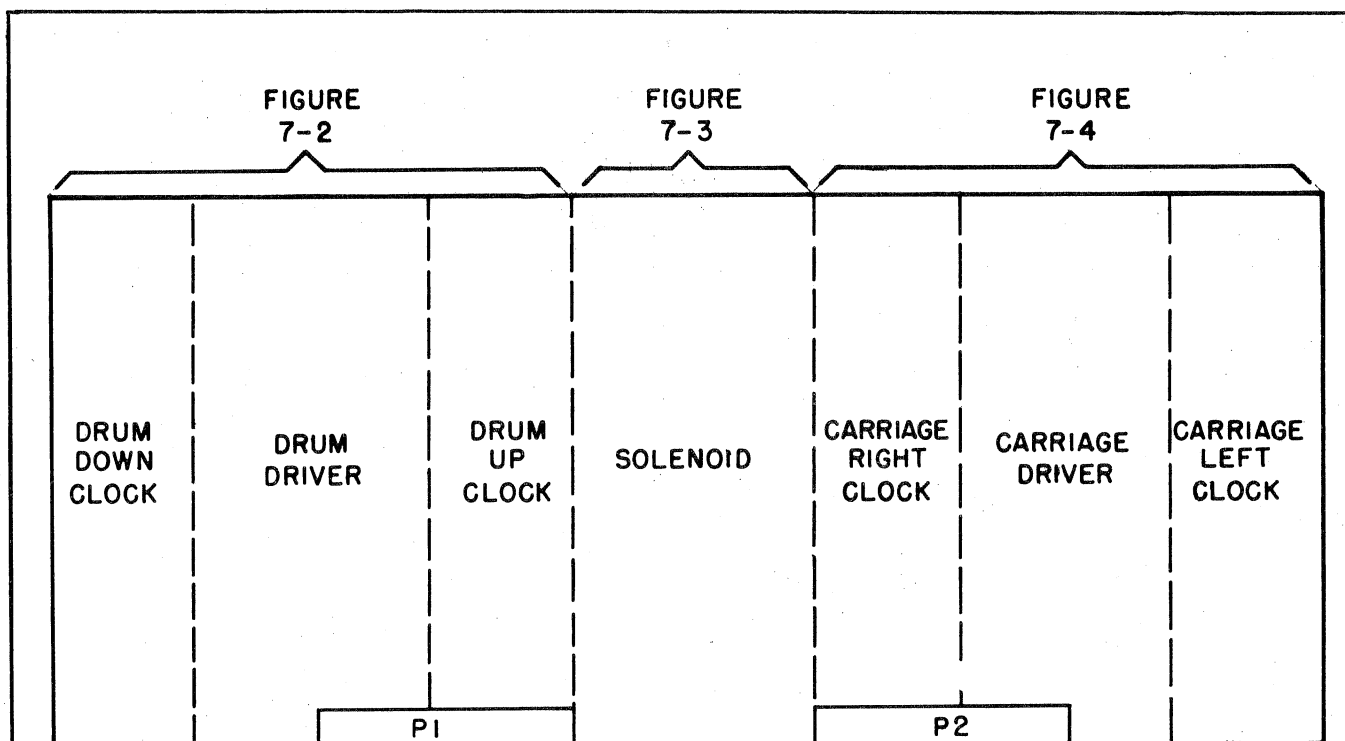 FIGURE
7-2
FIGURE
7-3
FIGURE
7-4
DRUM
DOWN
CLOCK
DRUM
DRIVER
DRUM
UP
CLOCK
SOLENOID
CARRIAGE
RIGHT
CLOCK
CARRIAGE
DRIVER
CARRIAGE
LEFT
CLOCK
P1
P2